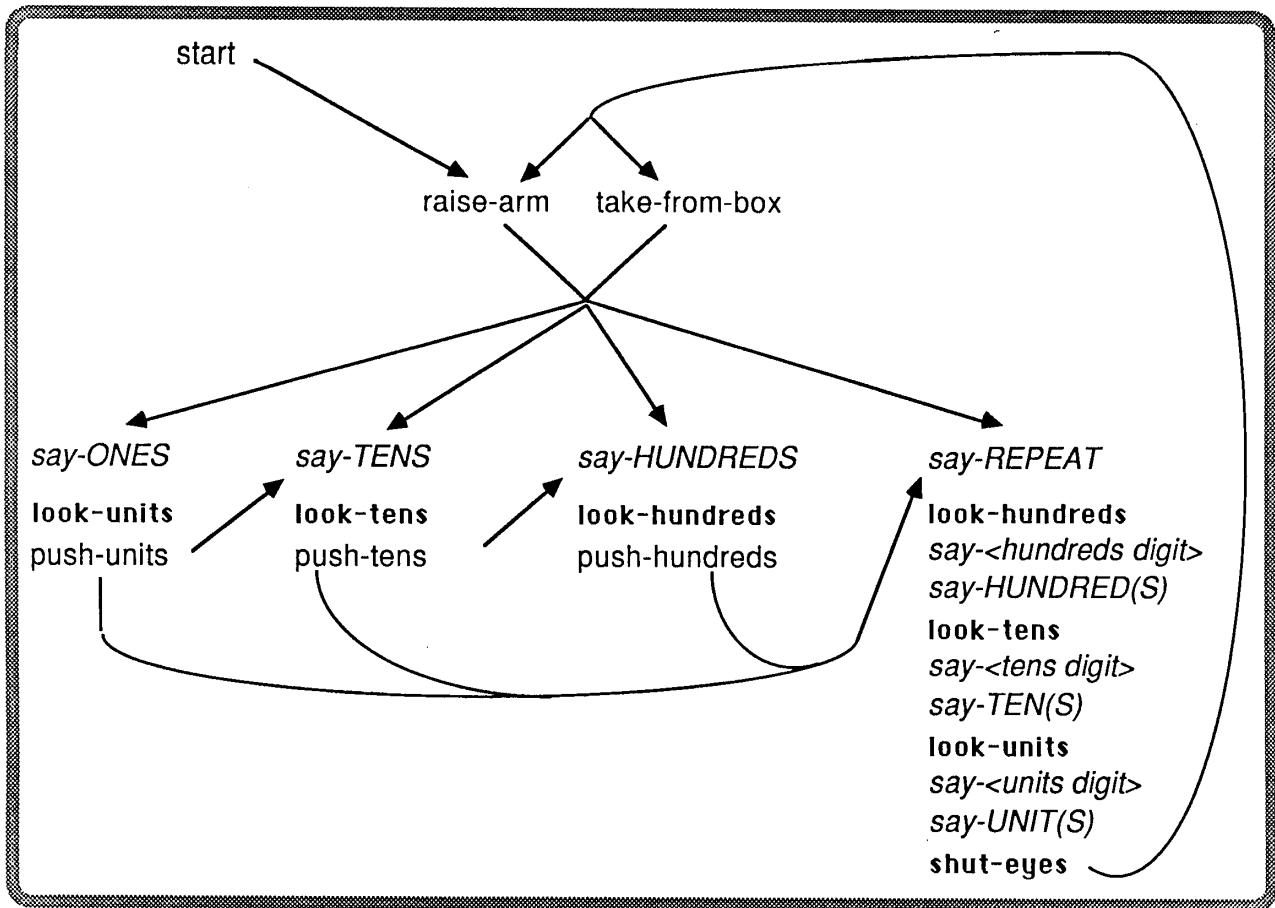 start
raise-arm take-from-box
say-ONES
look-units
push-units
say-TENS
look-tens
push-tens
say-HUNDREDS
look-hundreds
push-hundreds
say-REPEAT
look-hundreds
say-<hundreds digit>
say-HUNDRED(S)
look-tens
say-<tens digit>
say-TEN(S)
look-units
say-<units digit>
say-UNIT(S)
shut-eyes